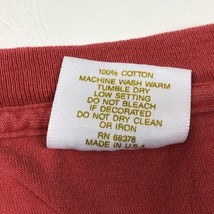 100% COTTON
MACHINE WASH WARM
TUMBLE DRY
LOW SETTING
DO NOT BLEACH
IF DECORATED
DO NOT DRY CLEAN
OR IRON
RN 68378
MADE IN U.S.A.